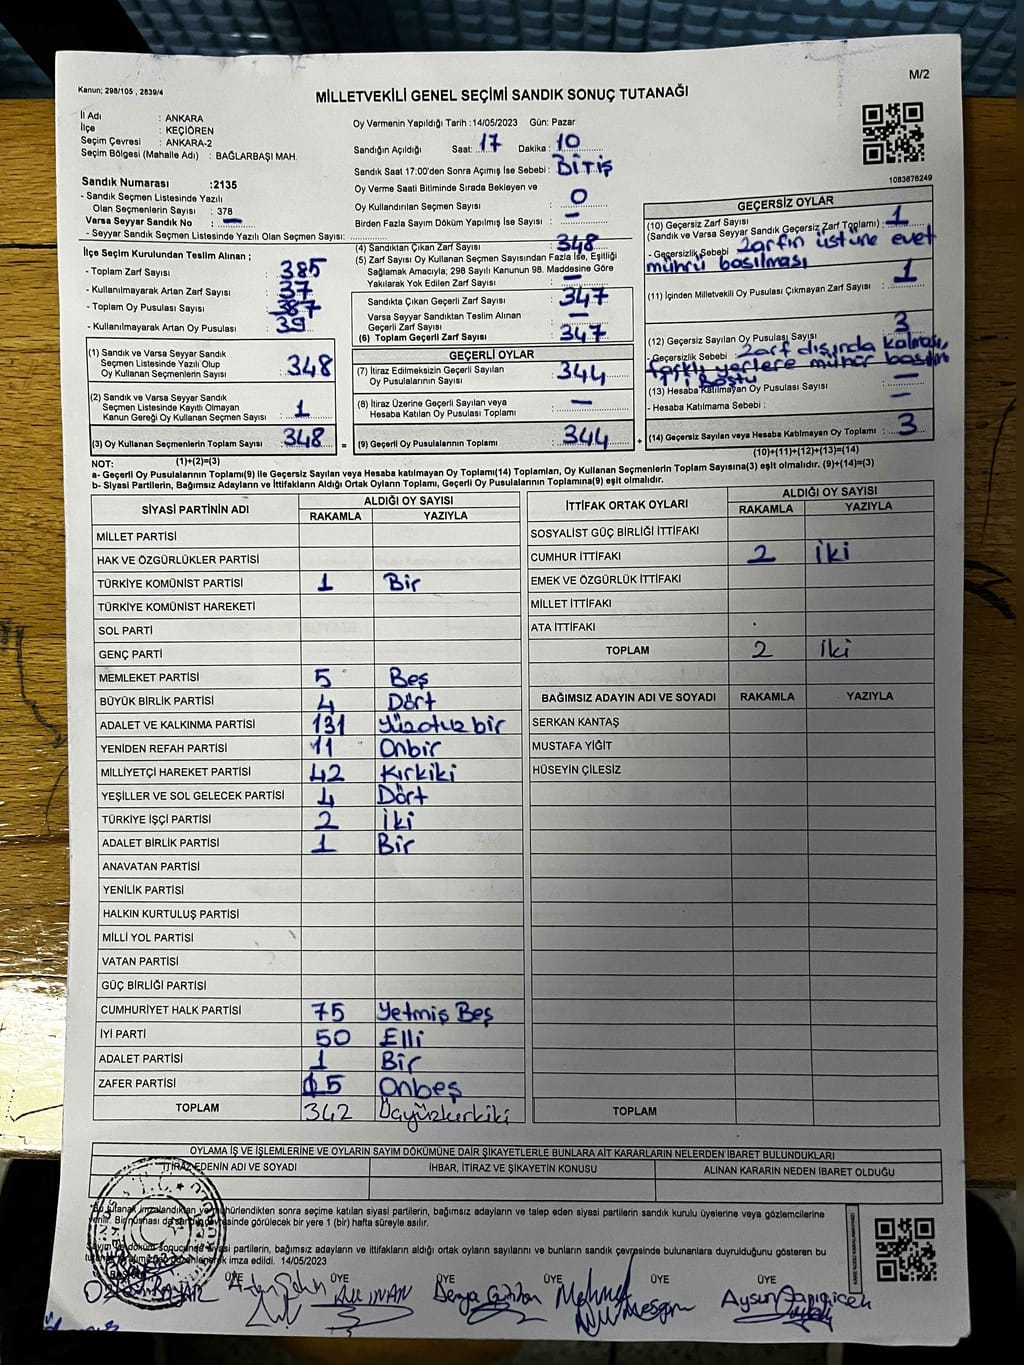 Kanun; 298/105 , 2839/4
M/2
MİLLETVEKİLİ GENEL SEÇİMİ SANDIK SONUÇ TUTANAĞI
İl Adı : ANKARA
İlçe : KEÇİÖREN
Seçim Çevresi : ANKARA-2
Seçim Bölgesi (Mahalle Adı) : BAĞLARBAŞI MAH.
Sandık Numarası :2135
- Sandık Seçmen Listesinde Yazılı
Olan Seçmenlerin Sayısı : 378
Varsa Seyyar Sandık No : —
- Seyyar Sandık Seçmen Listesinde Yazılı Olan Seçmen Sayısı:
Oy Vermenin Yapıldığı Tarih :14/05/2023 Gün: Pazar
Sandığın Açıldığı Saat: 17 Dakika : 10
Sandık Saat 17:00'den Sonra Açımış İse Sebebi : BİTİŞ
Oy Verme Saati Bitiminde Sırada Bekleyen ve
Oy Kullandırılan Seçmen Sayısı : 0
Birden Fazla Sayım Döküm Yapılmış İse Sayısı : —
1083676249
İlçe Seçim Kurulundan Teslim Alınan ;
- Toplam Zarf Sayısı : 385
- Kullanılmayarak Artan Zarf Sayısı : 37
- Toplam Oy Pusulası Sayısı : 387
- Kullanılmayarak Artan Oy Pusulası : 39
(4) Sandıktan Çıkan Zarf Sayısı : 348
(5) Zarf Sayısı Oy Kullanan Seçmen Sayısından Fazla İse, Eşitliği
Sağlamak Amacıyla; 298 Sayılı Kanunun 98. Maddesine Göre
Yakılarak Yok Edilen Zarf Sayısı : —
Sandıkta Çıkan Geçerli Zarf Sayısı : 347
Varsa Seyyar Sandıktan Teslim Alınan
Geçerli Zarf Sayısı : —
(6) Toplam Geçerli Zarf Sayısı : 347
GEÇERSİZ OYLAR
(10) Geçersiz Zarf Sayısı
(Sandık ve Varsa Seyyar Sandık Geçersiz Zarf Toplamı) : 1
- Geçersizlik Sebebi : Zarfın üstüne evet
mührü basılması
(11) İçinden Milletvekili Oy Pusulası Çıkmayan Zarf Sayısı : 1
(12) Geçersiz Sayılan Oy Pusulası Sayısı : 3
- Geçersizlik Sebebi : Zarf dışında kalması,
farklı yerlere mühür basılım
1'i Boştu
(13) Hesaba Katılmayan Oy Pusulası Sayısı : —
- Hesaba Katılmama Sebebi : —
(14) Geçersiz Sayılan veya Hesaba Katılmayan Oy Toplamı : 3
(10)+(11)+(12)+(13)=(14)
(1) Sandık ve Varsa Seyyar Sandık
Seçmen Listesinde Yazılı Olup
Oy Kullanan Seçmenlerin Sayısı : 348
(2) Sandık ve Varsa Seyyar Sandık
Seçmen Listesinde Kayıtlı Olmayan
Kanun Gereği Oy Kullanan Seçmen Sayısı : 1
(3) Oy Kullanan Seçmenlerin Toplam Sayısı : 348 =
(1)+(2)=(3)
GEÇERLİ OYLAR
(7) İtiraz Edilmeksizin Geçerli Sayılan
Oy Pusulalarının Sayısı : 344
(8) İtiraz Üzerine Geçerli Sayılan veya
Hesaba Katılan Oy Pusulası Toplamı : —
(9) Geçerli Oy Pusulalarının Toplamı : 344 +
NOT:
a- Geçerli Oy Pusulalarının Toplamı(9) ile Geçersiz Sayılan veya Hesaba katılmayan Oy Toplamı(14) Toplamları, Oy Kullanan Seçmenlerin Toplam Sayısına(3) eşit olmalıdır. (9)+(14)=(3)
b- Siyasi Partilerin, Bağımsız Adayların ve İttifakların Aldığı Ortak Oyların Toplamı, Geçerli Oy Pusulalarının Toplamına(9) eşit olmalıdır.
SİYASİ PARTİNİN ADI ALDIĞI OY SAYISI
RAKAMLA YAZIYLA
MİLLET PARTİSİ
HAK VE ÖZGÜRLÜKLER PARTİSİ
TÜRKİYE KOMÜNİST PARTİSİ 1 Bir
TÜRKİYE KOMÜNİST HAREKETİ
SOL PARTİ
GENÇ PARTİ
MEMLEKET PARTİSİ 5 Beş
BÜYÜK BİRLİK PARTİSİ 4 Dört
ADALET VE KALKINMA PARTİSİ 131 Yüzotuz bir
YENİDEN REFAH PARTİSİ 11 Onbir
MİLLİYETÇİ HAREKET PARTİSİ 42 Kırkiki
YEŞİLLER VE SOL GELECEK PARTİSİ 4 Dört
TÜRKİYE İŞÇİ PARTİSİ 2 İki
ADALET BİRLİK PARTİSİ 1 Bir
ANAVATAN PARTİSİ
YENİLİK PARTİSİ
HALKIN KURTULUŞ PARTİSİ
MİLLİ YOL PARTİSİ
VATAN PARTİSİ
GÜÇ BİRLİĞİ PARTİSİ
CUMHURİYET HALK PARTİSİ 75 Yetmiş Beş
İYİ PARTİ 50 Elli
ADALET PARTİSİ 1 Bir
ZAFER PARTİSİ 15 Onbeş
TOPLAM 342 Üçyüzkırkiki
İTTİFAK ORTAK OYLARI ALDIĞI OY SAYISI
RAKAMLA YAZIYLA
SOSYALİST GÜÇ BİRLİĞİ İTTİFAKI
CUMHUR İTTİFAKI 2 İki
EMEK VE ÖZGÜRLÜK İTTİFAKI
MİLLET İTTİFAKI
ATA İTTİFAKI
TOPLAM 2 İki
BAĞIMSIZ ADAYIN ADI VE SOYADI RAKAMLA YAZIYLA
SERKAN KANTAŞ
MUSTAFA YİĞİT
HÜSEYİN ÇİLESİZ
TOPLAM
OYLAMA İŞ VE İŞLEMLERİNE VE OYLARIN SAYIM DÖKÜMÜNE DAİR ŞİKAYETLERLE BUNLARA AİT KARARLARIN NELERDEN İBARET BULUNDUKLARI
İTİRAZ EDENİN ADI VE SOYADI İHBAR, İTİRAZ VE ŞİKAYETİN KONUSU ALINAN KARARIN NEDEN İBARET OLDUĞU
imzalandıktan ve mühürlendikten sonra seçime katılan siyasi partilerin, bağımsız adayların ve talep eden siyasi partilerin sandık kurulu üyelerine veya gözlemcilerine
verilir. Bir nüshası da sandık çevresinde görülecek bir yere 1 (bir) hafta süreyle asılır.
Sayım ve döküm sonucunda siyasi partilerin, bağımsız adayların ve ittifakların aldığı ortak oyların sayılarını ve bunların sandık çevresinde bulunanlara duyrulduğunu gösteren bu
imza edildi. 14/05/2023
ÜYE ÜYE ÜYE ÜYE ÜYE ÜYE
Derya Mehmet Aysun